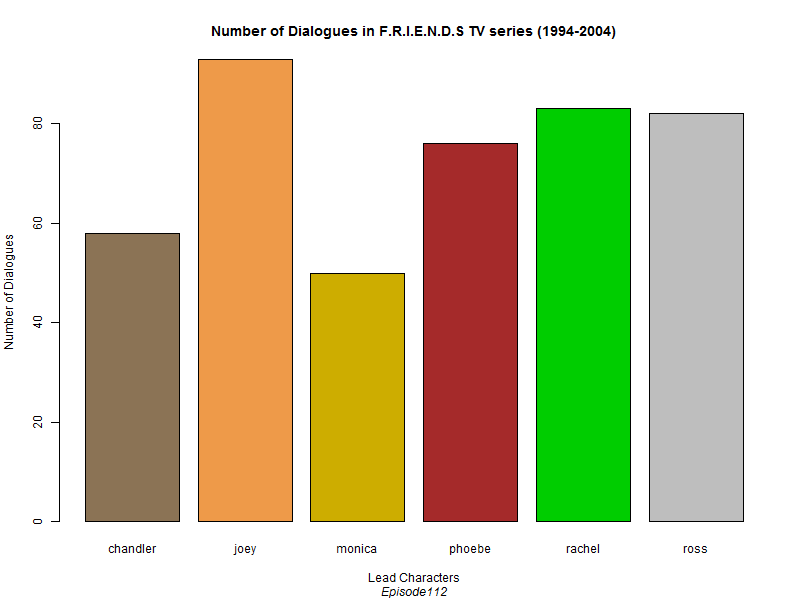 Number of Dialogues in F.R.I.E.N.D.S TV series (1994-2004)
Number of Dialogues
80
60
40
20
0
chandler joey monica phoebe rachel ross
Lead Characters
Episode112